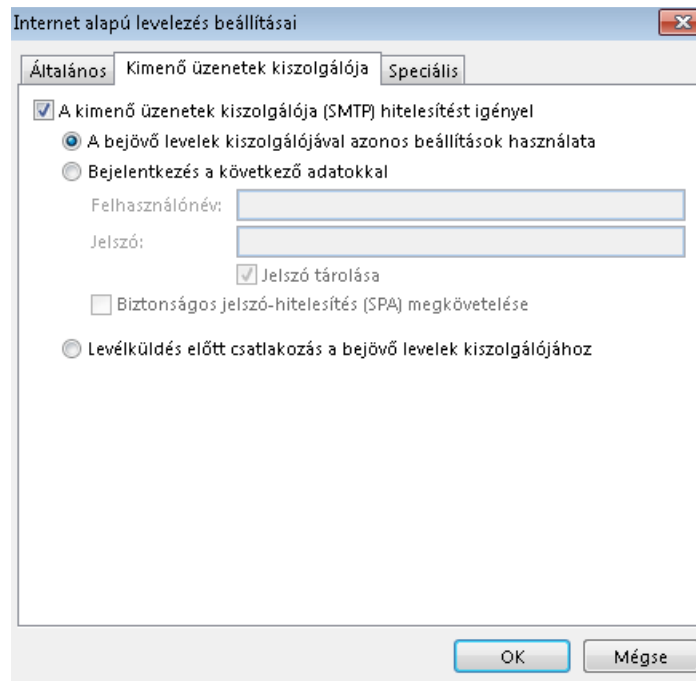 Internet alapú levelezés beállításai
Általános
Kimenő üzenetek kiszolgálója
Speciális
A kimenő üzenetek kiszolgálója (SMTP) hitelesítést igényel
A bejövő levelek kiszolgálójával azonos beállítások használata
Bejelentkezés a következő adatokkal
Felhasználónév:
Jelszó:
Jelszó tárolása
Biztonságos jelszó-hitelesítés (SPA) megkövetelése
Levélküldés előtt csatlakozás a bejövő levelek kiszolgálójához
OK
Mégse